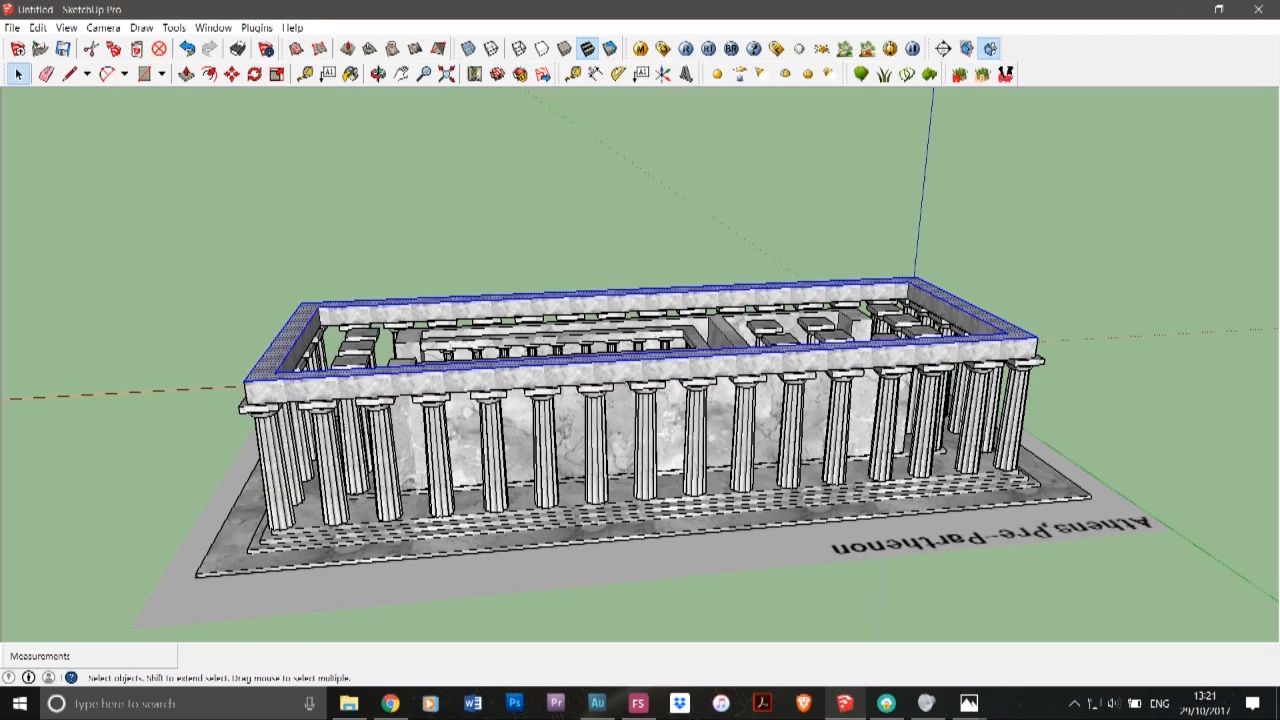 Untitled - SketchUp Pro
File Edit View Camera Draw Tools Window Plugins Help
Athens,Pre-Parthenon
Measurements
Select objects. Shift to extend select. Drag mouse to select multiple.
Type here to search
ENG
13:21
29/10/2017